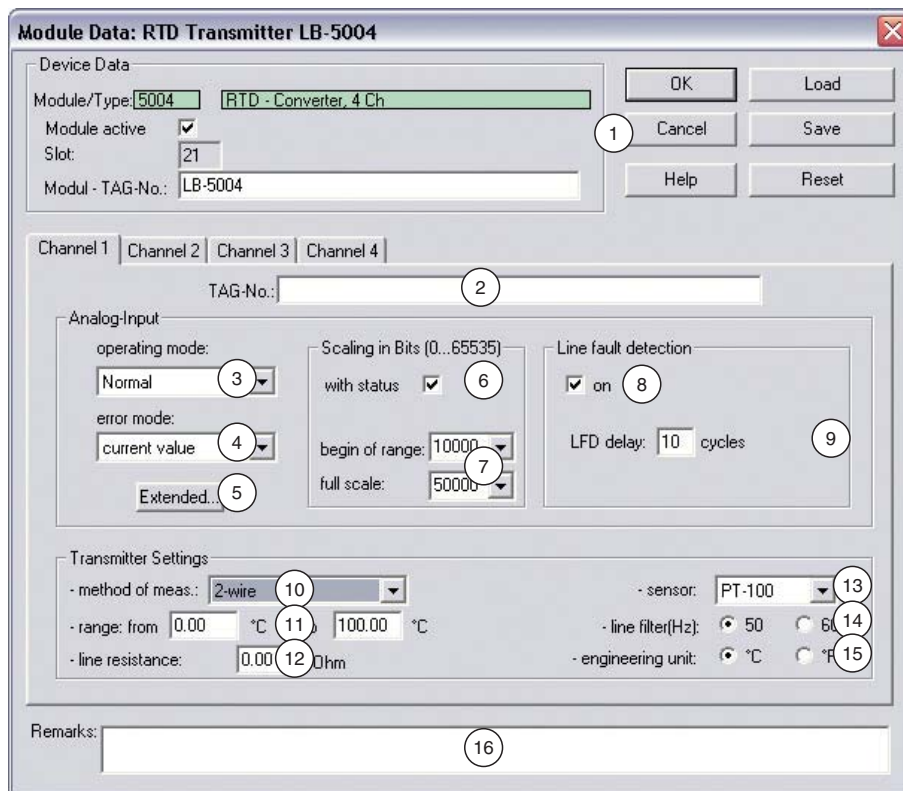 Module Data: RTD Transmitter LB-5004
Device Data
Module/Type: 5004 RTD - Converter, 4 Ch
Module active
Slot: 21
Modul - TAG-No.: LB-5004
OK Load
1 Cancel Save
Help Reset
Channel 1 Channel 2 Channel 3 Channel 4
TAG-No.: 2
Analog-Input
operating mode:
Normal 3
error mode:
current value 4
Extended... 5
Scaling in Bits (0...65535)
with status 6
begin of range: 10000
7
full scale: 50000
Line fault detection
on 8
LFD delay: 10 cycles 9
Transmitter Settings
- method of meas.: 2-wire 10
- range: from 0.00 °C 11 100.00 °C
- line resistance: 0.00 12 Ohm
- sensor: PT-100 13
- line filter(Hz): 50 14
- engineering unit: °C 15
Remarks: 16